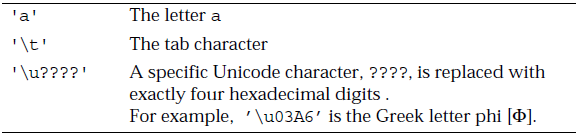 'a' The letter a
'\t' The tab character
'\u????' A specific Unicode character, ????, is replaced with
exactly four hexadecimal digits .
For example, ’\u03A6’ is the Greek letter phi [Φ].